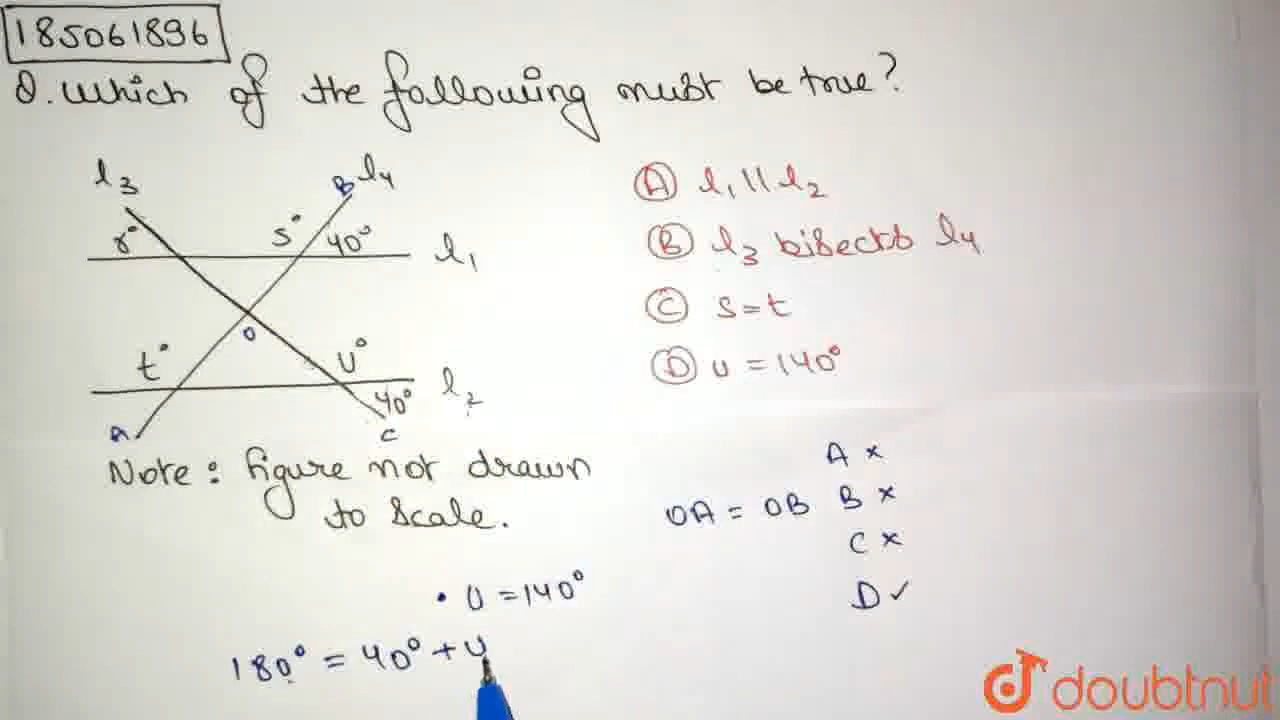 185061896
Q. Which of the following must be true?
l3
B l4
r°
s°
40°
l1
O
t°
U°
l2
40°
A
C
Note: figure not drawn
to scale.
(A) l1 || l2
(B) l3 bisects l4
(C) s=t
(D) u = 140°
A ×
OA = OB B ×
C ×
D ✓
• U = 140°
180° = 40° + U
doubtnut